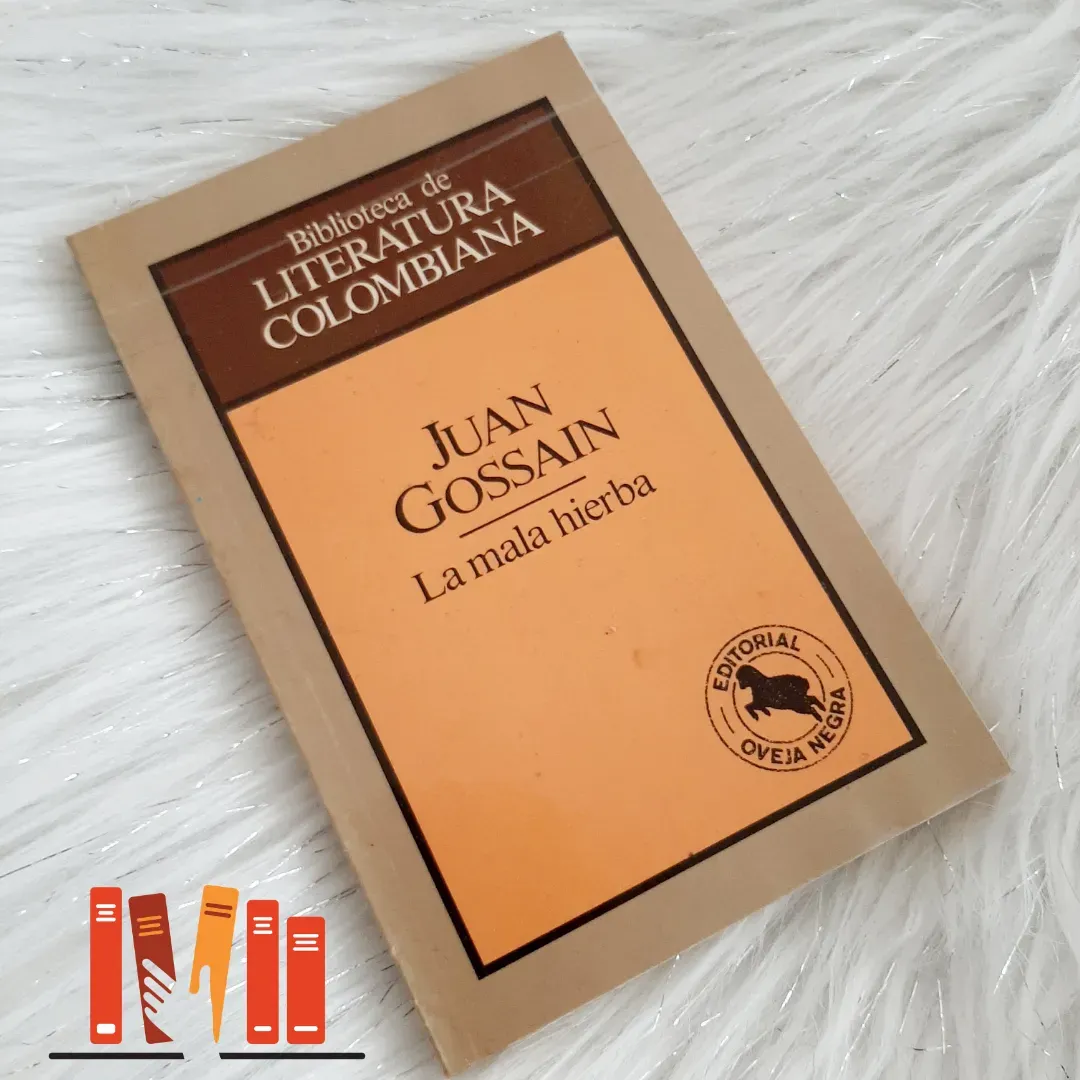 Biblioteca de
LITERATURA
COLOMBIANA
JUAN
GOSSAIN
La mala hierba
EDITORIAL
OVEJA NEGRA